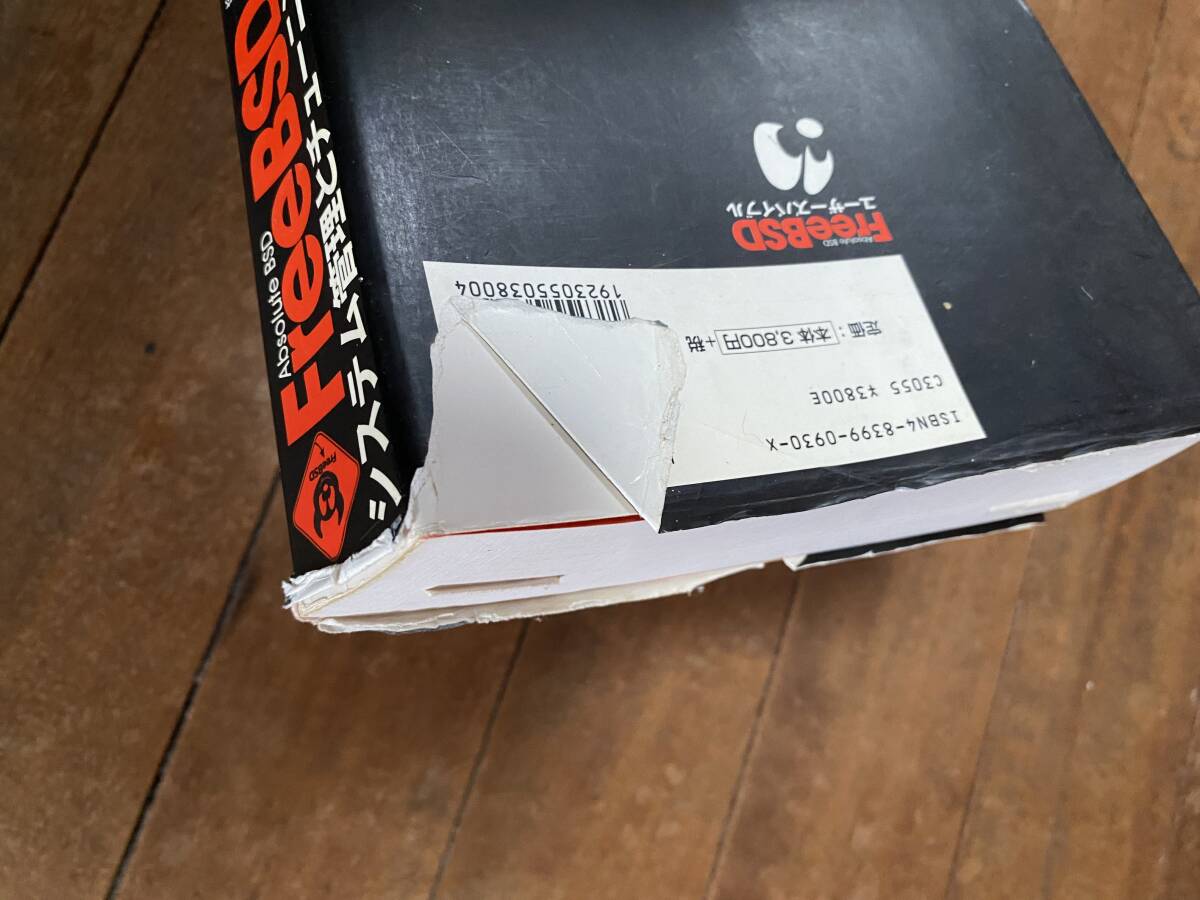 Absolute BSD
FreeBSD
システム管理とチューニ
FreeBSD
Absolute BSD
FreeBSD
ユーザーズバイブル
1923055038004
ISBN4-8399-0930-X
C3055 ¥3800E
定価：本体3,800円+税